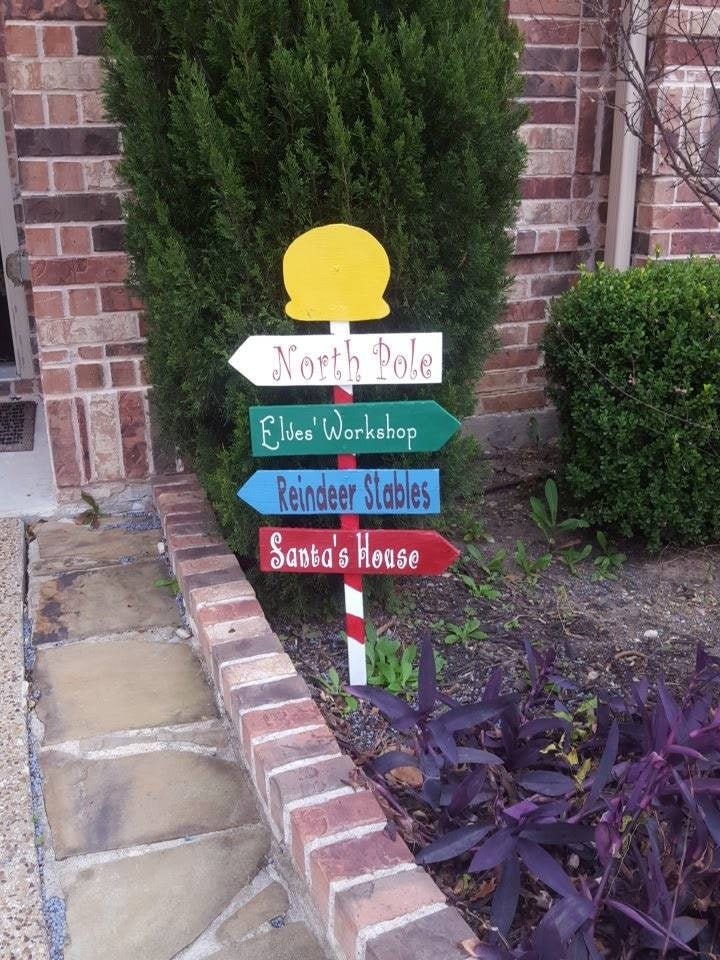 North Pole
Elves' Workshop
Reindeer Stables
Santa's House